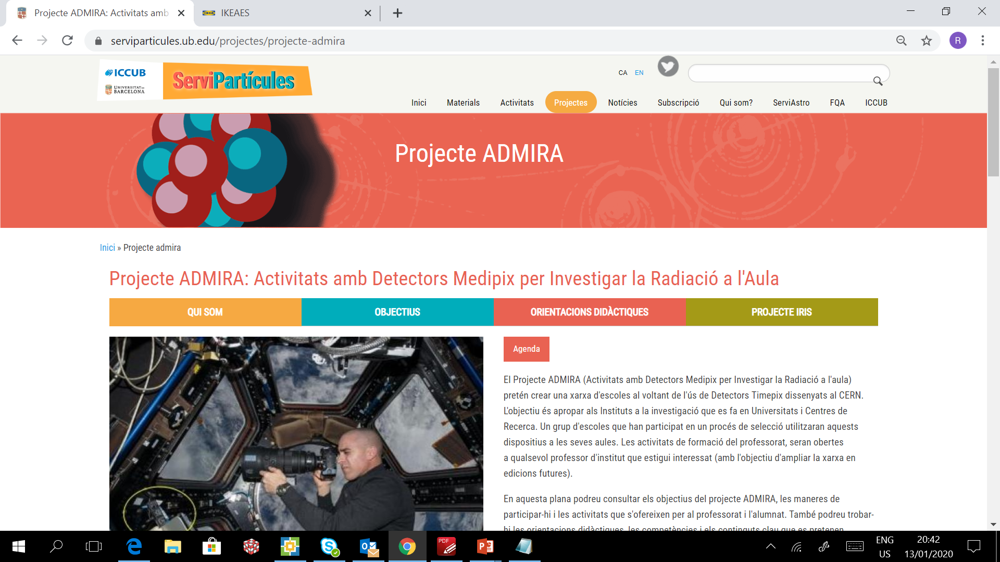 Projecte ADMIRA: Activitats amb
IKEAES
serviparticules.ub.edu/projectes/projecte-admira
R
ICCUB
UNIVERSITAT DE
BARCELONA
ServiPartícules
CA EN
Inici Materials Activitats Projectes Notícies Subscripció Qui som? ServiAstro FQA ICCUB
Projecte ADMIRA
Inici » Projecte admira
Projecte ADMIRA: Activitats amb Detectors Medipix per Investigar la Radiació a l'Aula
QUI SOM OBJECTIUS ORIENTACIONS DIDÀCTIQUES PROJECTE IRIS
Agenda
El Projecte ADMIRA (Activitats amb Detectors Medipix per Investigar la Radiació a l'aula)
pretén crear una xarxa d'escoles al voltant de l'ús de Detectors Timepix dissenyats al CERN.
L'objectiu és apropar als Instituts a la investigació que es fa en Universitats i Centres de
Recerca. Un grup d'escoles que han participat en un procés de selecció utilitzaran aquests
dispositius a les seves aules. Les activitats de formació del professorat, seran obertes
a qualsevol professor d'institut que estigui interessat (amb l'objectiu d'ampliar la xarxa en
edicions futures).
En aquesta plana podreu consultar els objectius del projecte ADMIRA, les maneres de
participar-hi i les activitats que s'ofereixen per al professorat i l'alumnat. També podreu trobar-
hi les orientacions didàctiques, les competències i els continguts clau que es pretenen
PDF
ENG
US
20:42
13/01/2020